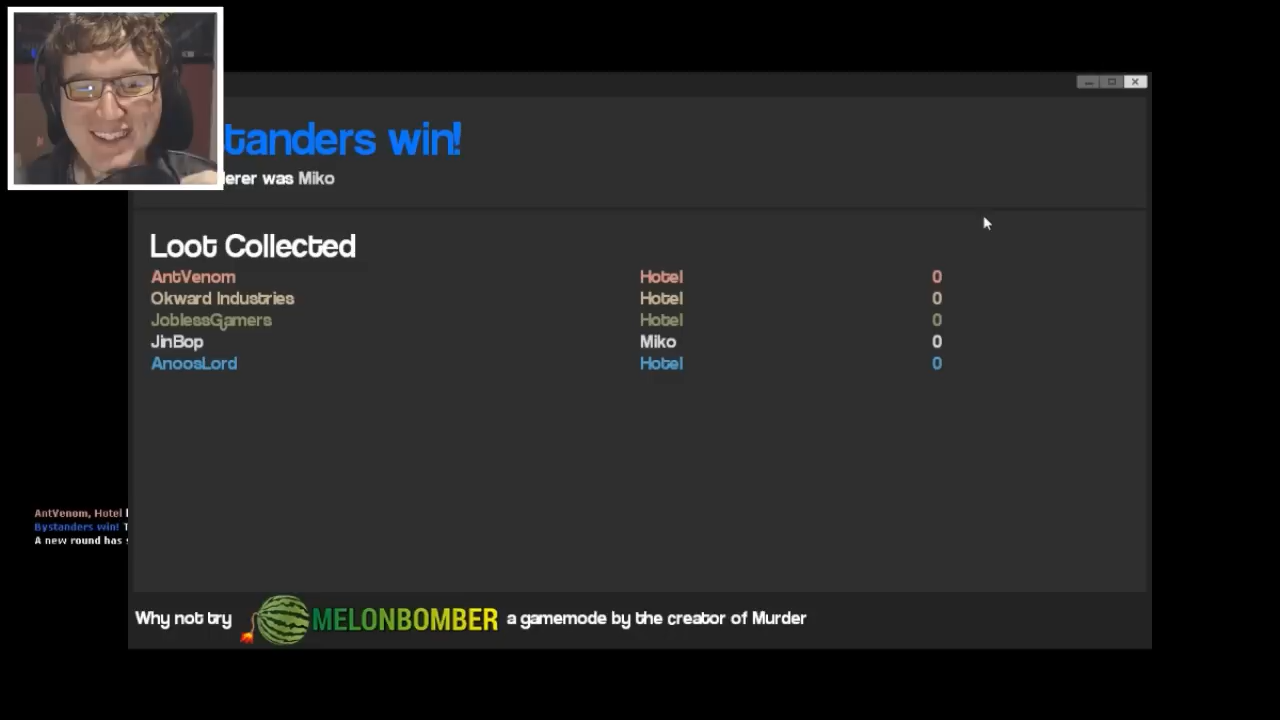 tanders win!
erer was Miko
Loot Collected
AntVenom Hotel 0
Okward Industries Hotel 0
JoblessGamers Hotel 0
JinBop Miko 0
AnoosLord Hotel 0
AntVenom, Hotel
Bystanders win!
A new round has
Why not try MELONBOMBER a gamemode by the creator of Murder